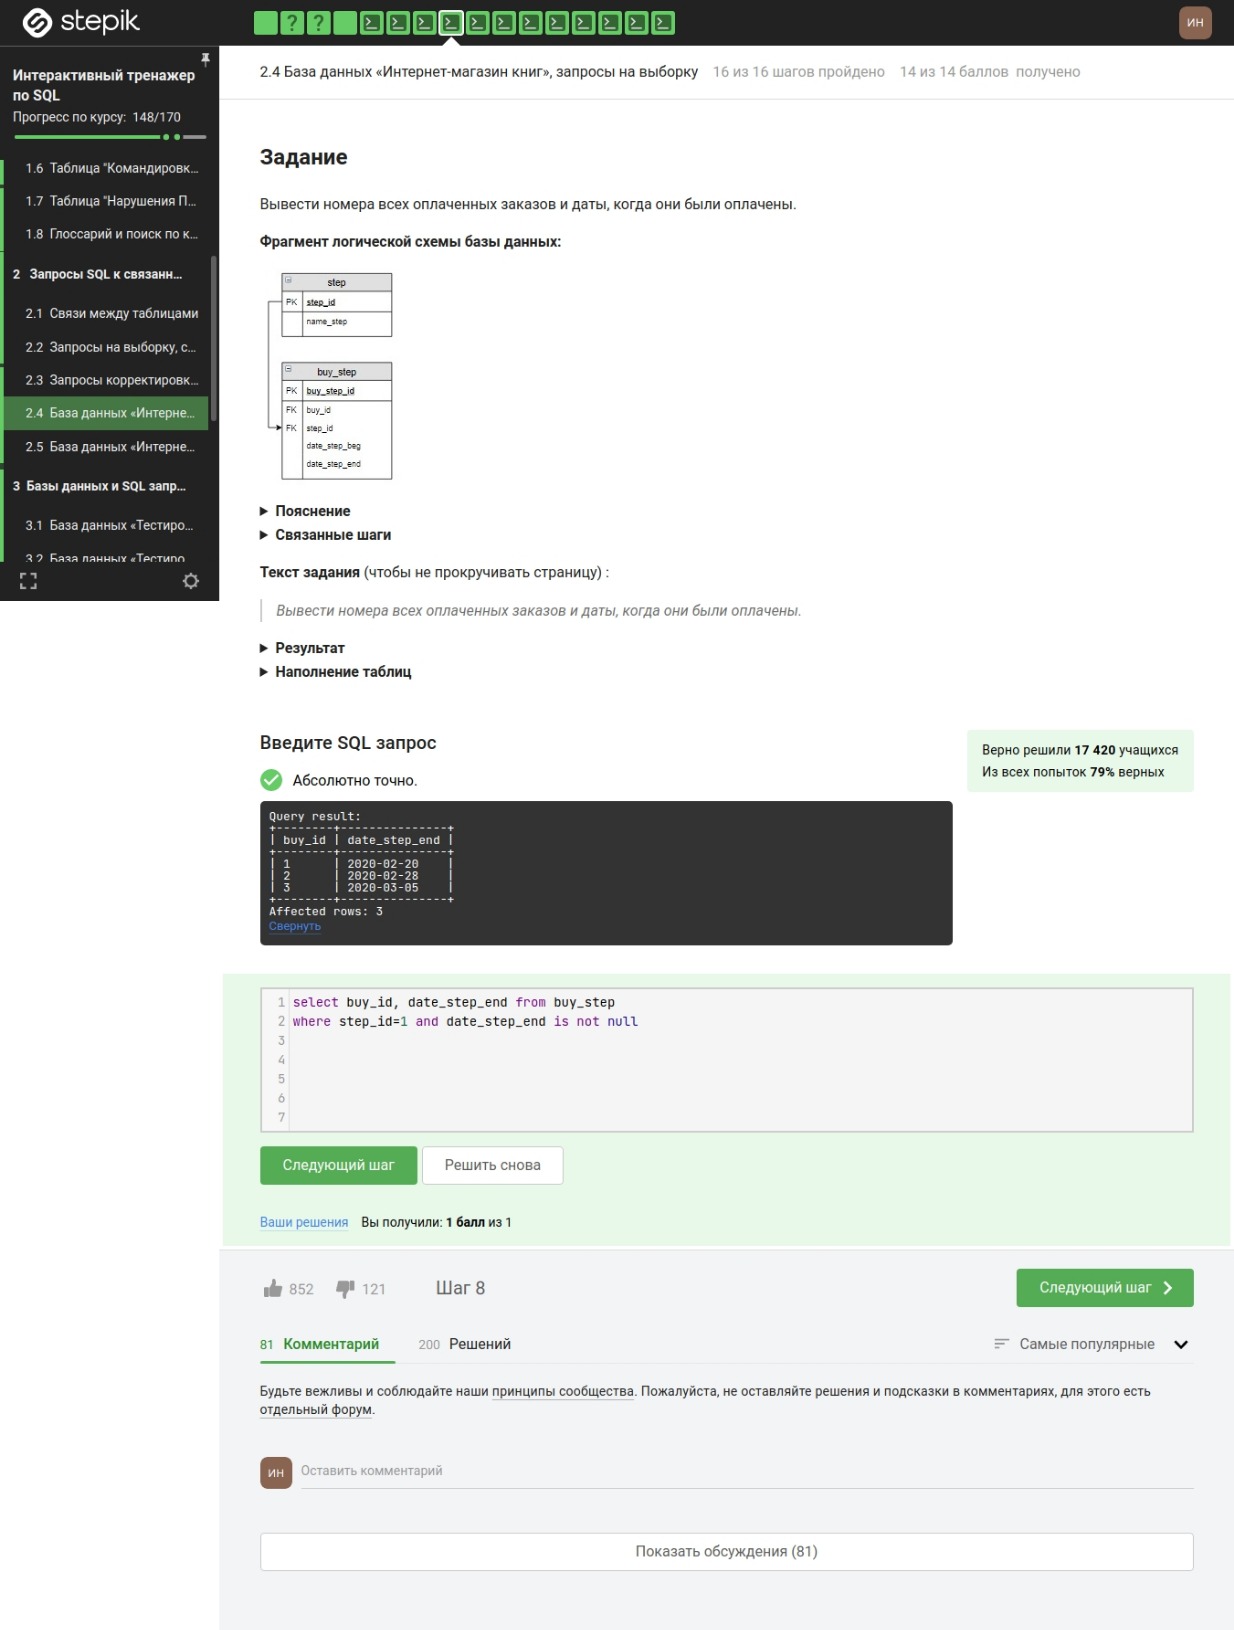 stepik
? ?
ИН
Интерактивный тренажер
по SQL
Прогресс по курсу: 148/170
1.6 Таблица "Командировк...
1.7 Таблица "Нарушения П...
1.8 Глоссарий и поиск по к...
2 Запросы SQL к связанн...
2.1 Связи между таблицами
2.2 Запросы на выборку, с...
2.3 Запросы корректировк...
2.4 База данных «Интерне...
2.5 База данных «Интерне...
3 Базы данных и SQL запр...
3.1 База данных «Тестиро...
3.2 База данных «Тестиро
2.4 База данных «Интернет-магазин книг», запросы на выборку 16 из 16 шагов пройдено 14 из 14 баллов получено
Задание
Вывести номера всех оплаченных заказов и даты, когда они были оплачены.
Фрагмент логической схемы базы данных:
step
PK step_id
name_step
buy_step
PK buy_step_id
FK buy_id
FK step_id
date_step_beg
date_step_end
Пояснение
Связанные шаги
Текст задания (чтобы не прокручивать страницу) :
Вывести номера всех оплаченных заказов и даты, когда они были оплачены.
Результат
Наполнение таблиц
Введите SQL запрос
Верно решили 17 420 учащихся
Из всех попыток 79% верных
Абсолютно точно.
Query result:
+--------+---------------+
| buy_id | date_step_end |
+--------+---------------+
| 1      | 2020-02-20    |
| 2      | 2020-02-28    |
| 3      | 2020-03-05    |
+--------+---------------+
Affected rows: 3
Свернуть
1 select buy_id, date_step_end from buy_step
2 where step_id=1 and date_step_end is not null
3
4
5
6
7
Следующий шаг Решить снова
Ваши решения Вы получили: 1 балл из 1
852 121 Шаг 8 Следующий шаг
81 Комментарий 200 Решений Самые популярные
Будьте вежливы и соблюдайте наши принципы сообщества. Пожалуйста, не оставляйте решения и подсказки в комментариях, для этого есть
отдельный форум.
ИН Оставить комментарий
Показать обсуждения (81)